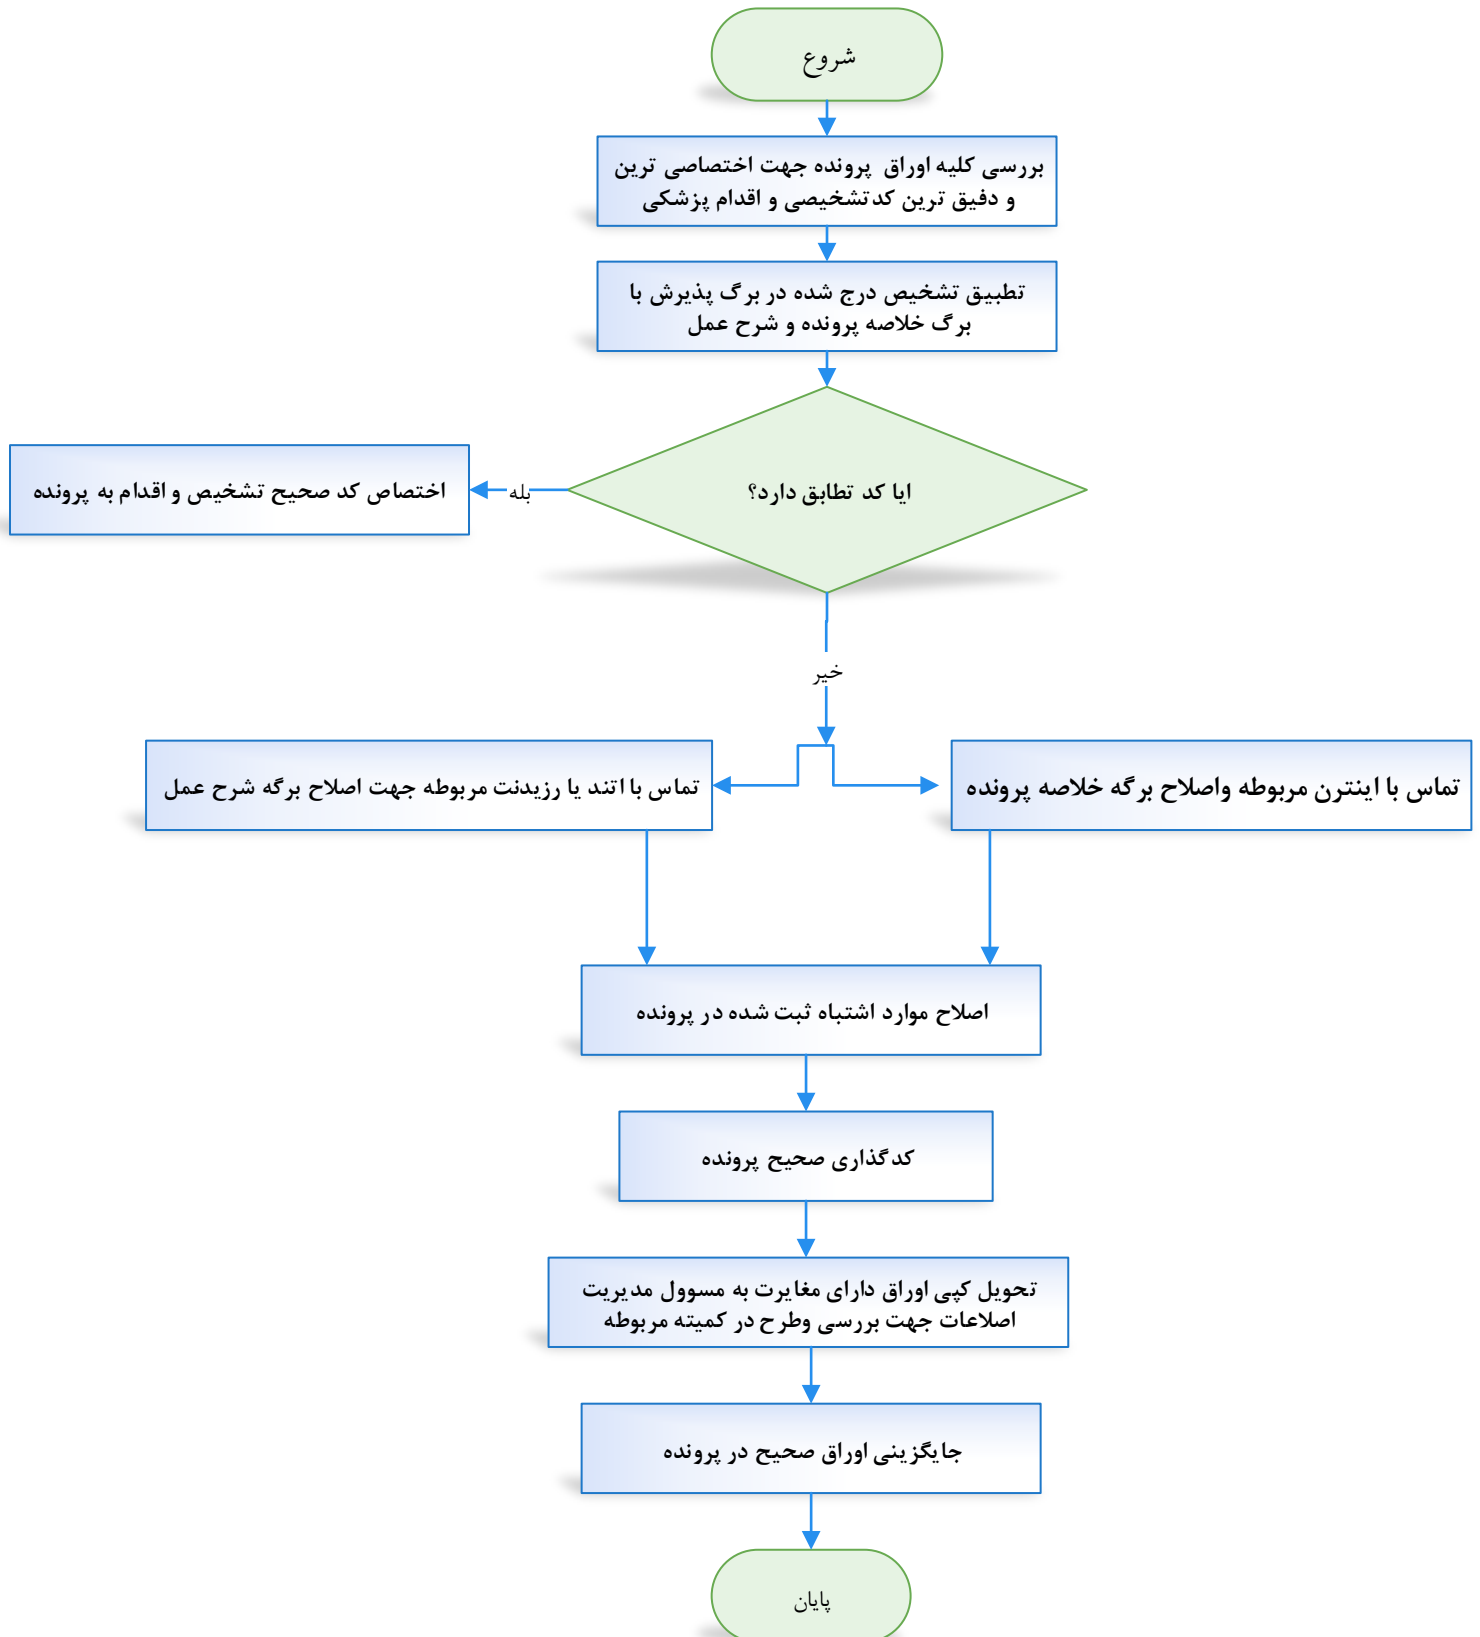 شروع
بررسی کلیه اوراق پرونده جهت اختصاصی ترین
و دفیق ترین کدتشخیصی و اقدام پزشکی
تطبیق تشخیص درج شده در برگ پذیرش با
برگ خلاصه پرونده و شرح عمل
ایا کد تطابق دارد؟
بله
اختصاص کد صحیح تشخیص و اقدام به پرونده
خیر
تماس با اینترن مربوطه واصلاح برگه خلاصه پرونده
تماس با اتند یا رزیدنت مربوطه جهت اصلاح برگه شرح عمل
اصلاح موارد اشتباه ثبت شده در پرونده
کدگذاری صحیح پرونده
تحویل کپی اوراق دارای مغایرت به مسوول مدیریت
اصلاعات جهت بررسی وطرح در کمیته مربوطه
جایگزینی اوراق صحیح در پرونده
پایان